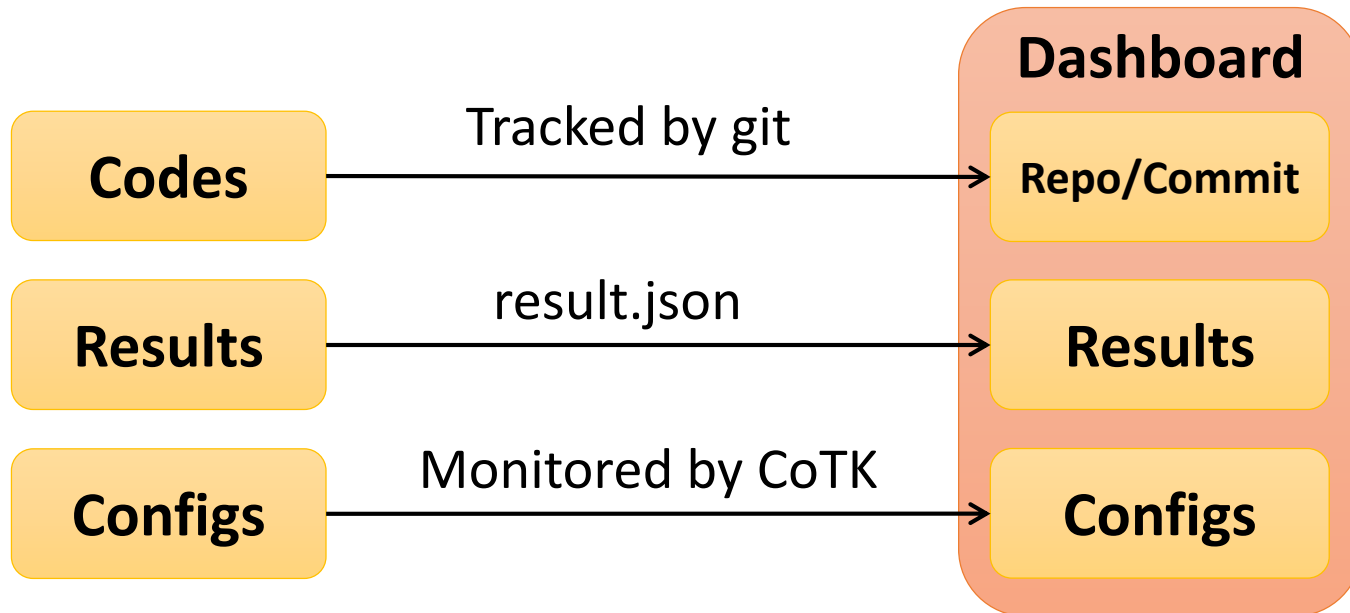 Dashboard
Codes
Tracked by git
Repo/Commit
Results
result.json
Results
Configs
Monitored by CoTK
Configs